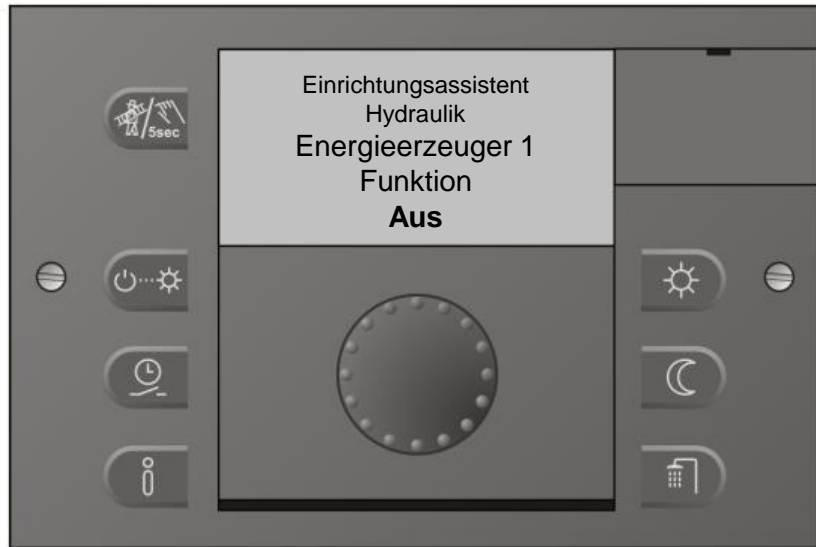 5sec
Einrichtungsassistent
Hydraulik
Energieerzeuger 1
Funktion
Aus